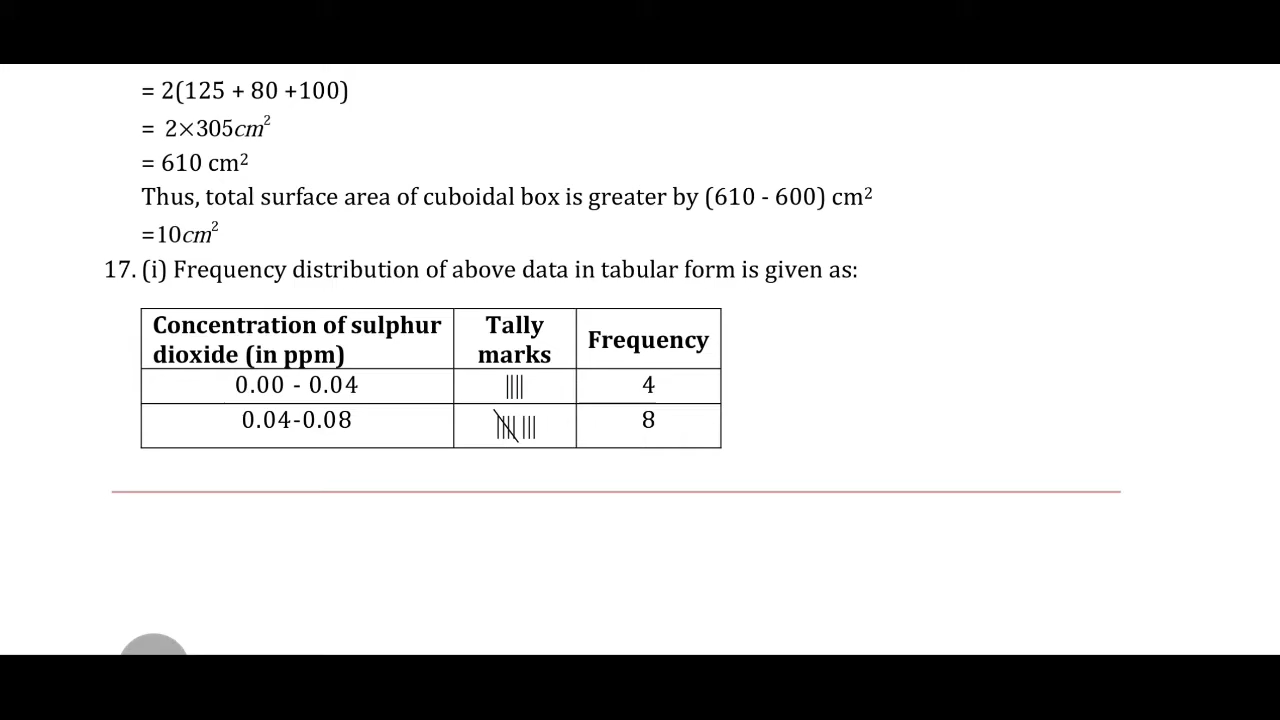 = 2(125 + 80 +100)
= 2×305cm²
= 610 cm²
Thus, total surface area of cuboidal box is greater by (610 - 600) cm²
=10cm²
17. (i) Frequency distribution of above data in tabular form is given as:
Concentration of sulphur dioxide (in ppm) Tally marks Frequency
0.00 - 0.04 |||| 4
0.04-0.08 8